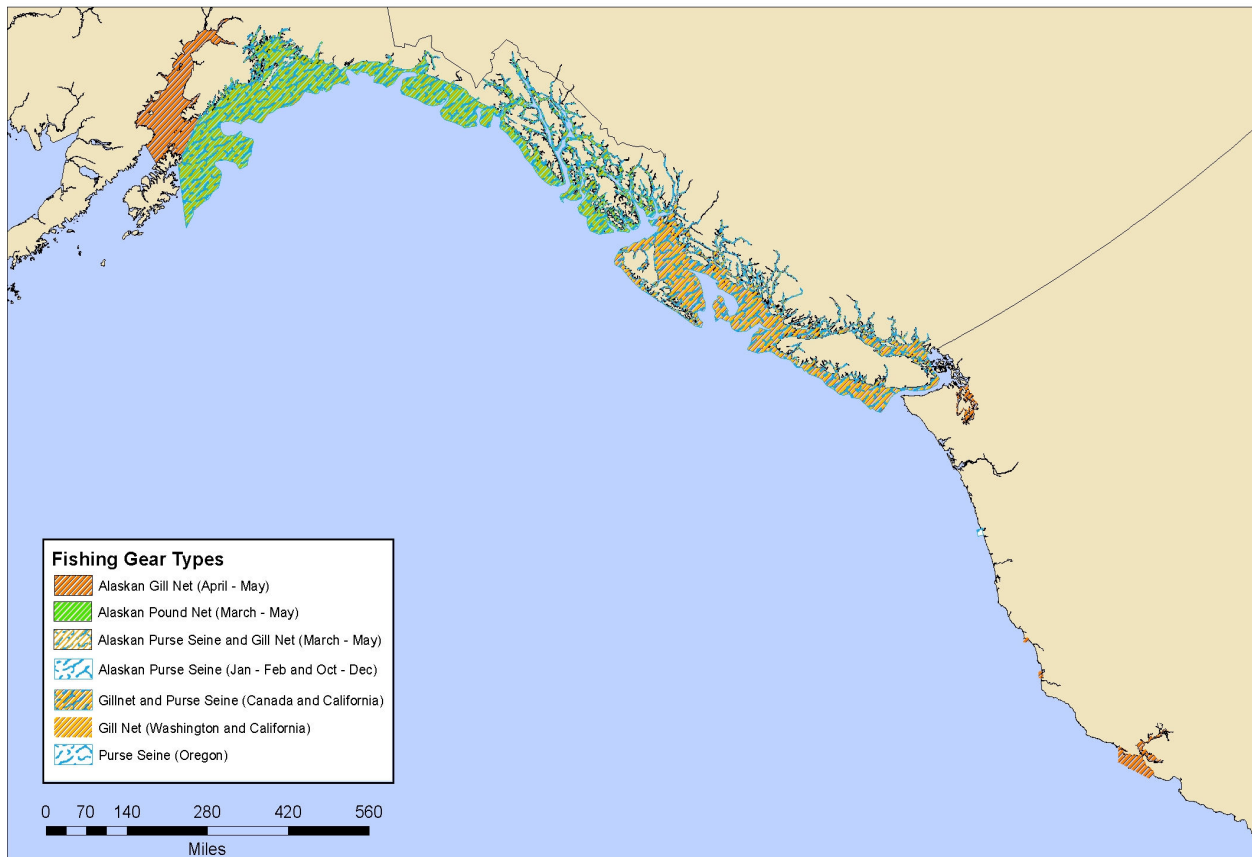 Fishing Gear Types
Alaskan Gill Net (April - May)
Alaskan Pound Net (March - May)
Alaskan Purse Seine and Gill Net (March - May)
Alaskan Purse Seine (Jan - Feb and Oct - Dec)
Gillnet and Purse Seine (Canada and California)
Gill Net (Washington and California)
Purse Seine (Oregon)
0 70 140 280 420 560
Miles